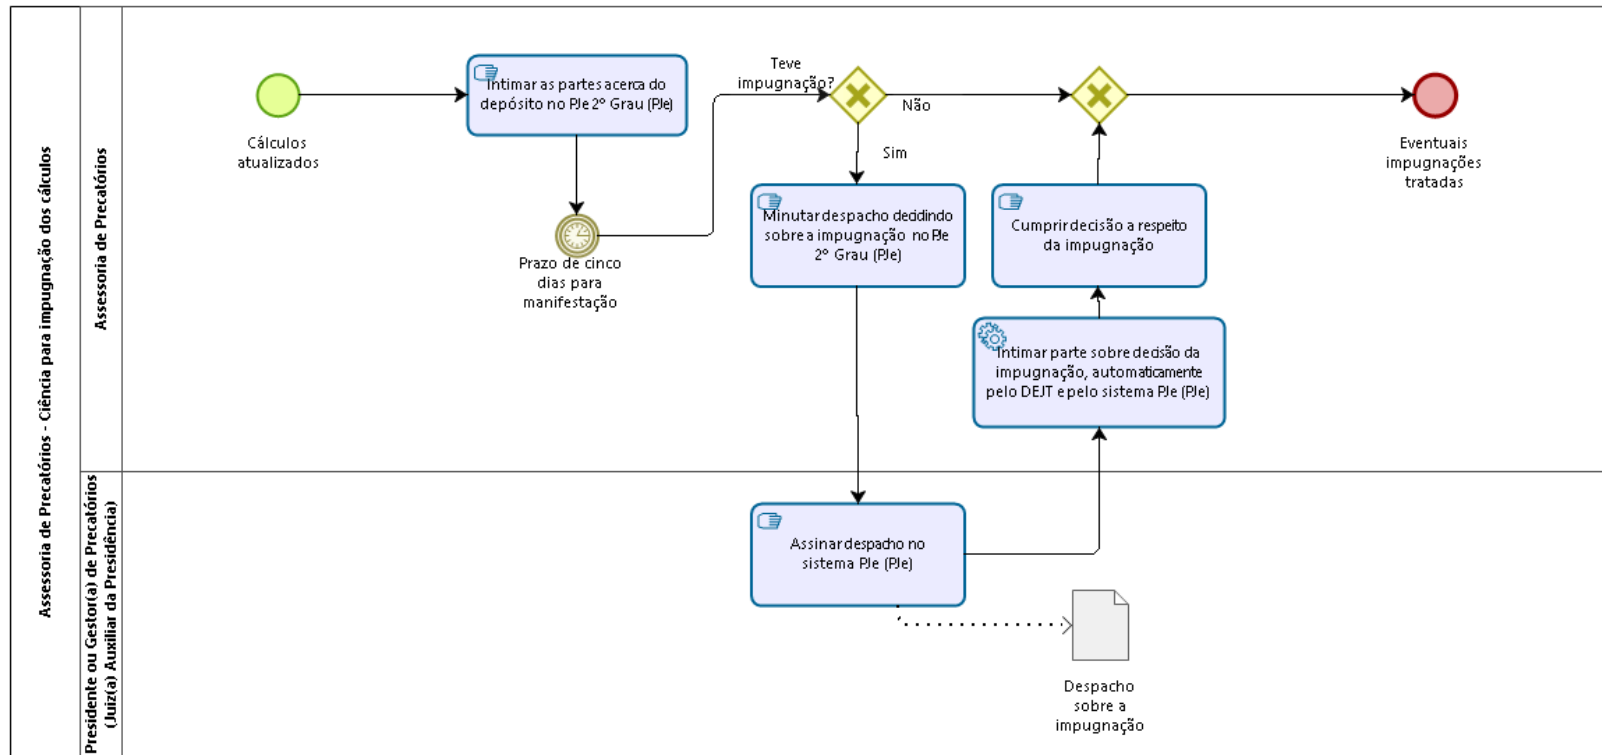 Assessoria de Precatórios - Ciência para impugnação dos cálculos
Assessoria de Precatórios
Cálculos
atualizados
Intimar as partes acerca do
depósito no PJe 2º Grau (PJe)
Prazo de cinco
dias para
manifestação
Teve
impugnação?
Não
Sim
Minutar despacho decidindo
sobre a impugnação no PJe
2º Grau (PJe)
Cumprir decisão a respeito
da impugnação
Intimar parte sobre decisão da
impugnação, automaticamente
pelo DEJT e pelo sistema PJe (PJe)
Eventuais
impugnações
tratadas
Presidente ou Gestor(a) de Precatórios
(Juiz(a) Auxiliar da Presidência)
Assinar despacho no
sistema PJe (PJe)
Despacho
sobre a
impugnação